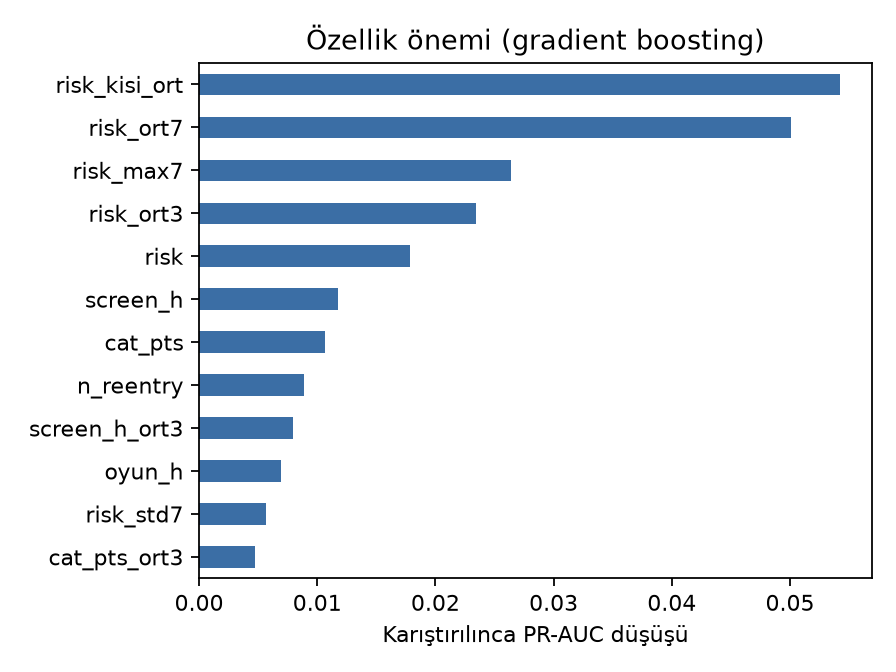 Özellik önemi (gradient boosting)
risk_kisi_ort
risk_ort7
risk_max7
risk_ort3
risk
screen_h
cat_pts
n_reentry
screen_h_ort3
oyun_h
risk_std7
cat_pts_ort3
0.00 0.01 0.02 0.03 0.04 0.05
Karıştırılınca PR-AUC düşüşü